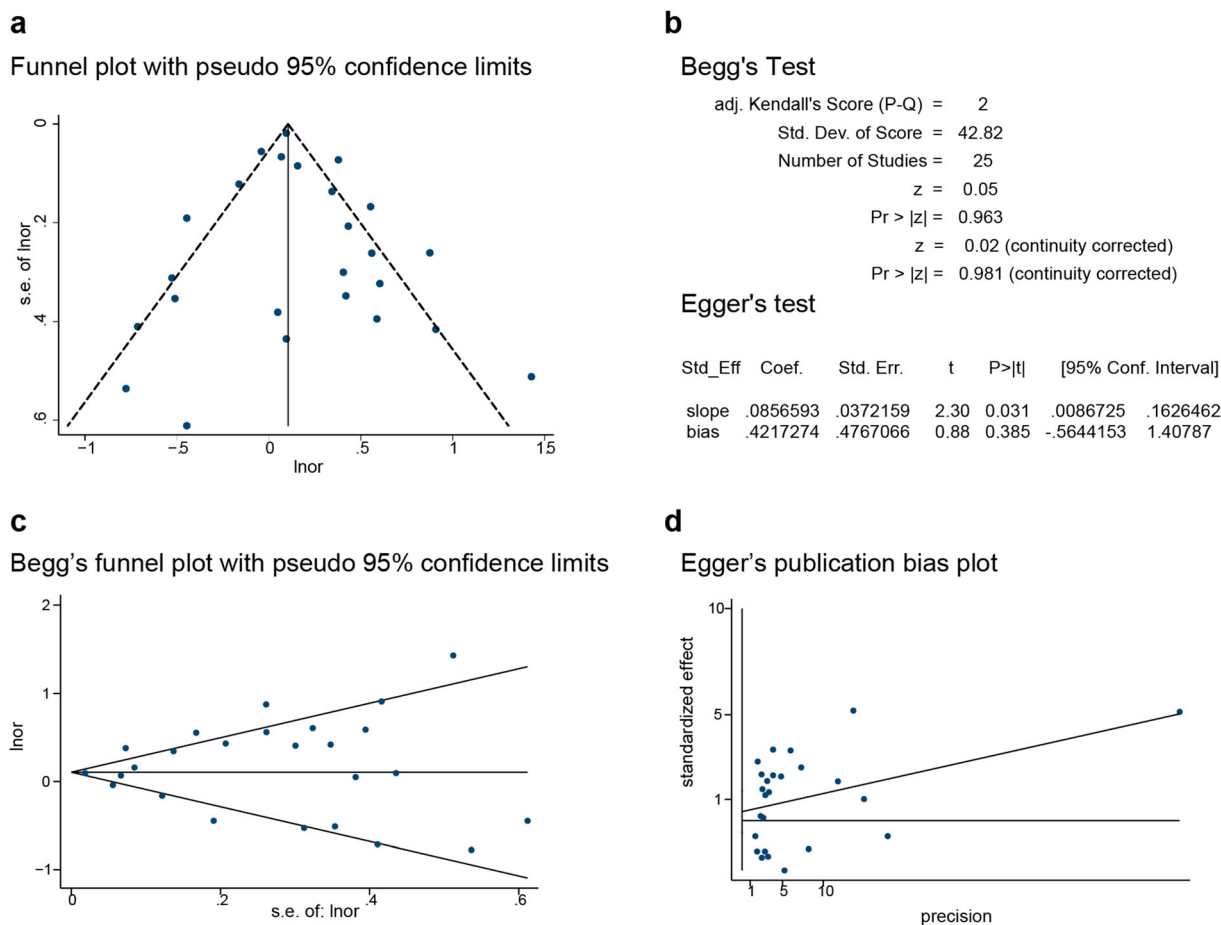 a
Funnel plot with pseudo 95% confidence limits
0
.2
.4
.6
s.e. of lnor
−1
−.5
0
.5
1
15
lnor
b
Begg's Test
adj. Kendall's Score (P-Q) = 2
Std. Dev. of Score = 42.82
Number of Studies = 25
z = 0.05
Pr > |z| = 0.963
z = 0.02 (continuity corrected)
Pr > |z| = 0.981 (continuity corrected)
Egger's test
Std_Eff Coef. Std. Err. t P>|t| [95% Conf. Interval]
slope .0856593 .0372159 2.30 0.031 .0086725 .1626462
bias .4217274 .4767066 0.88 0.385 -.5644153 1.40787
c
Begg’s funnel plot with pseudo 95% confidence limits
2
1
0
−1
lnor
0
.2
.4
.6
s.e. of: lnor
d
Egger’s publication bias plot
10
5
1
standardized effect
1
5
10
precision